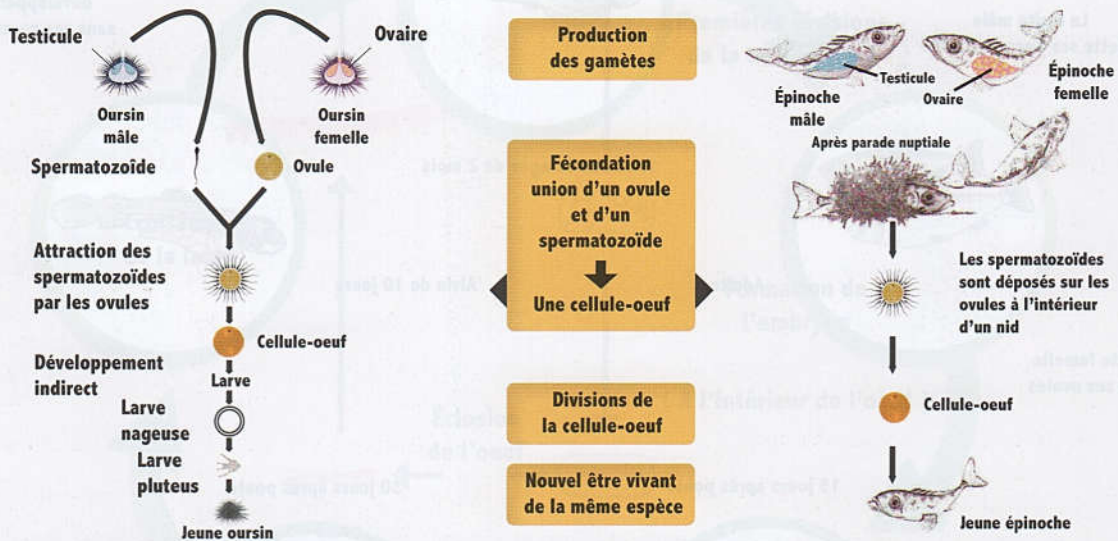 Testicule
Ovaire
Oursin
mâle
Oursin
femelle
Spermatozoîde
Ovule
Attraction des
spermatozoïdes
par les ovules
Cellule-oeuf
Développement
indirect
Larve
Larve
nageuse
Larve
pluteus
Jeune oursin
Production
des gamètes
Fécondation
union d'un ovule
et d'un
spermatozoïde
Une cellule-oeuf
Divisions de
la cellule-oeuf
Nouvel être vivant
de la même espèce
Testicule
Épinoche
mâle
Ovaire
Épinoche
femelle
Après parade nuptiale
Les spermatozoïdes
sont déposés sur les
vrules à l'intérieur
d'un nid
Cellule-oeuf
Jeune épinoche